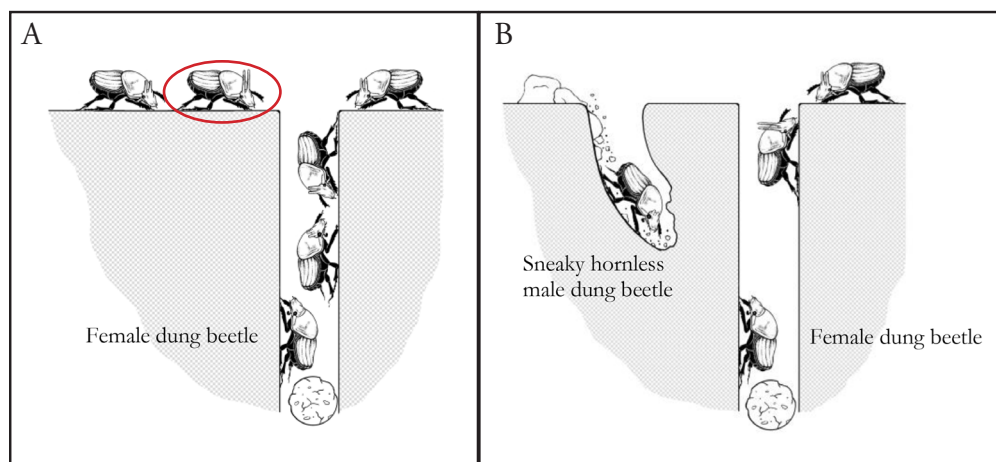 A
Female dung beetle
B
Sneaky hornless
male dung beetle
Female dung beetle